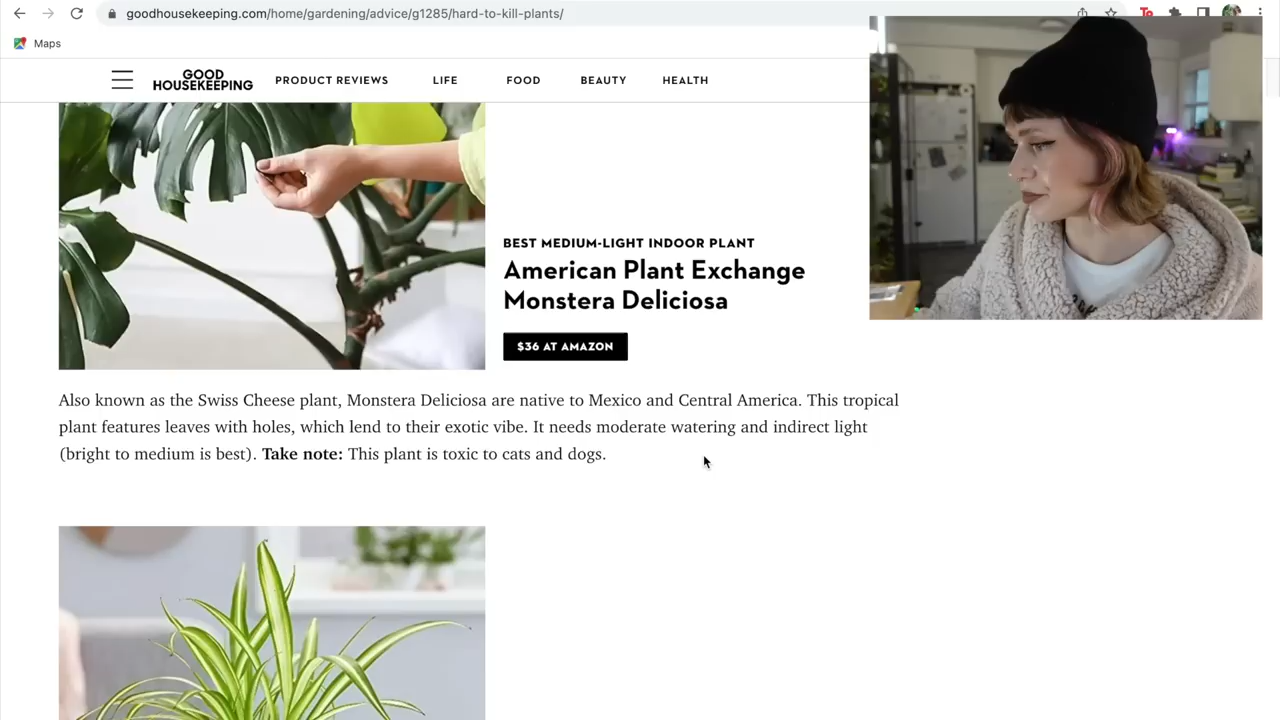 goodhousekeeping.com/home/gardening/advice/g1285/hard-to-kill-plants/
Maps
GOOD
HOUSEKEEPING
PRODUCT REVIEWS
LIFE
FOOD
BEAUTY
HEALTH
BEST MEDIUM-LIGHT INDOOR PLANT
American Plant Exchange
Monstera Deliciosa
$36 AT AMAZON
Also known as the Swiss Cheese plant, Monstera Deliciosa are native to Mexico and Central America. This tropical
plant features leaves with holes, which lend to their exotic vibe. It needs moderate watering and indirect light
(bright to medium is best). Take note: This plant is toxic to cats and dogs.